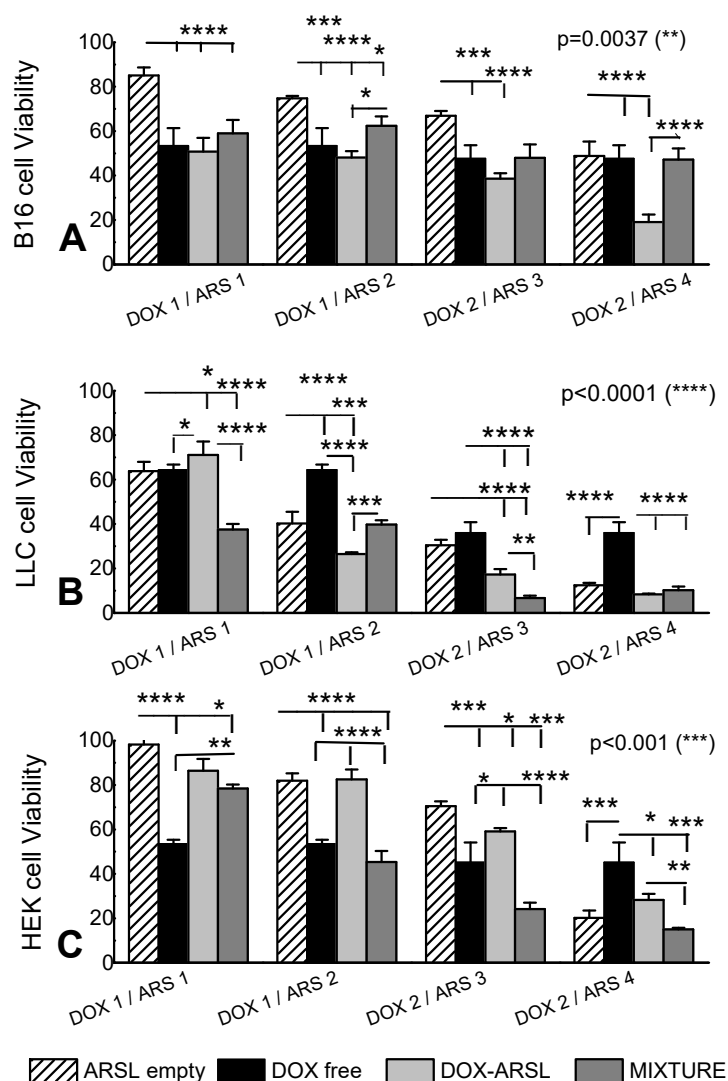 *** ****
**** *
*** ****
****
p=0.0037 (**)
*
****
B16 cell Viability
100
80
60
40
20
0
A
DOX 1 / ARS 1
DOX 1 / ARS 2
DOX 2 / ARS 3
DOX 2 / ARS 4
p<0.0001 (****)
* ****
* ****
****
***
****
***
****
****
**
**** ****
LLC cell Viability
100
80
60
40
20
0
B
DOX 1 / ARS 1
DOX 1 / ARS 2
DOX 2 / ARS 3
DOX 2 / ARS 4
**** *
**
****
****
***
* ***
* ****
p<0.001 (***)
***
* ***
**
HEK cell Viability
100
80
60
40
20
0
C
DOX 1 / ARS 1
DOX 1 / ARS 2
DOX 2 / ARS 3
DOX 2 / ARS 4
ARSL empty DOX free DOX-ARSL MIXTURE